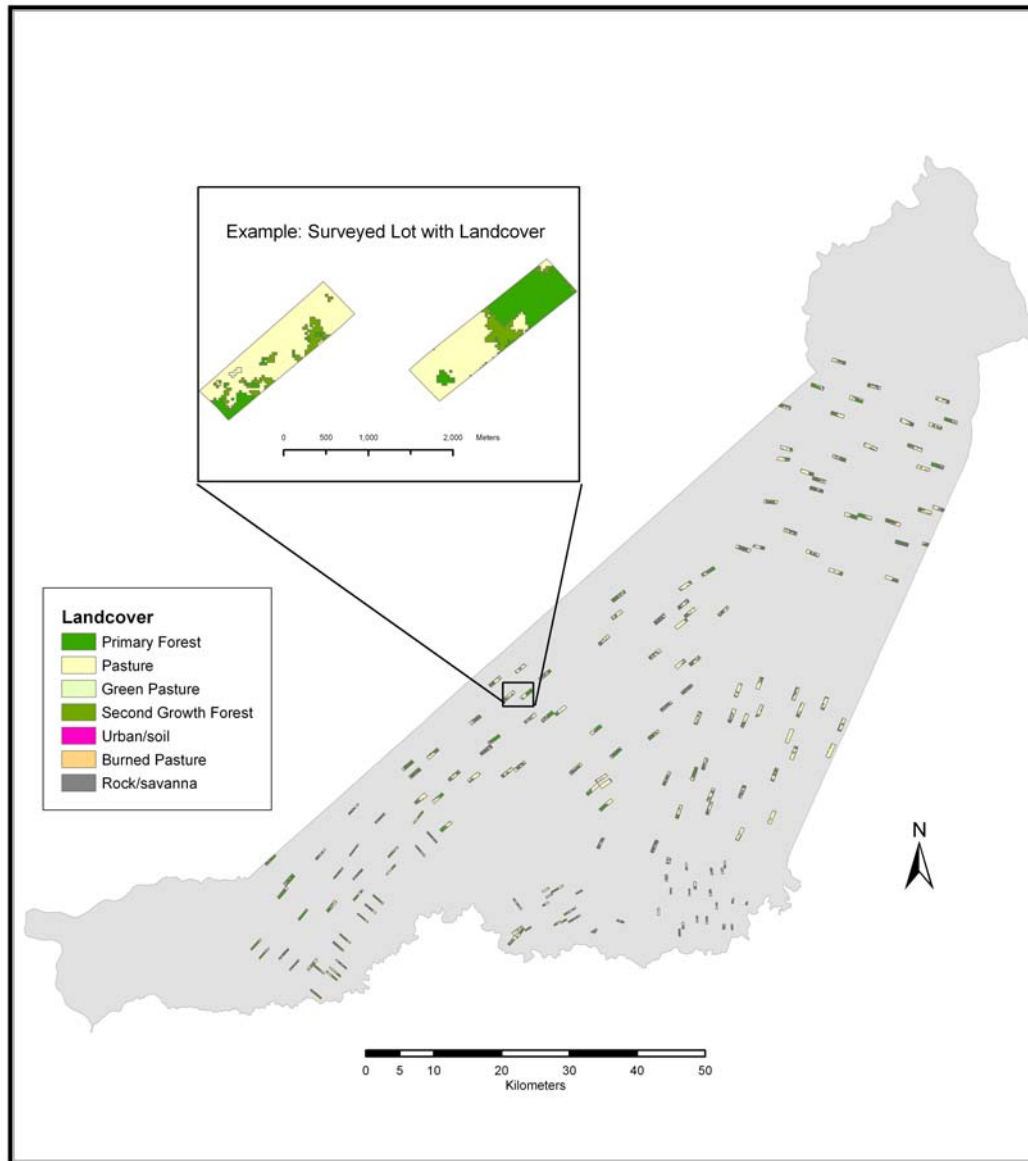 Example: Surveyed Lot with Landcover
0 500 1,000 2,000 Meters
Landcover
Primary Forest
Pasture
Green Pasture
Second Growth Forest
Urban/soil
Burned Pasture
Rock/savanna
N
0 5 10 20 30 40 50
Kilometers